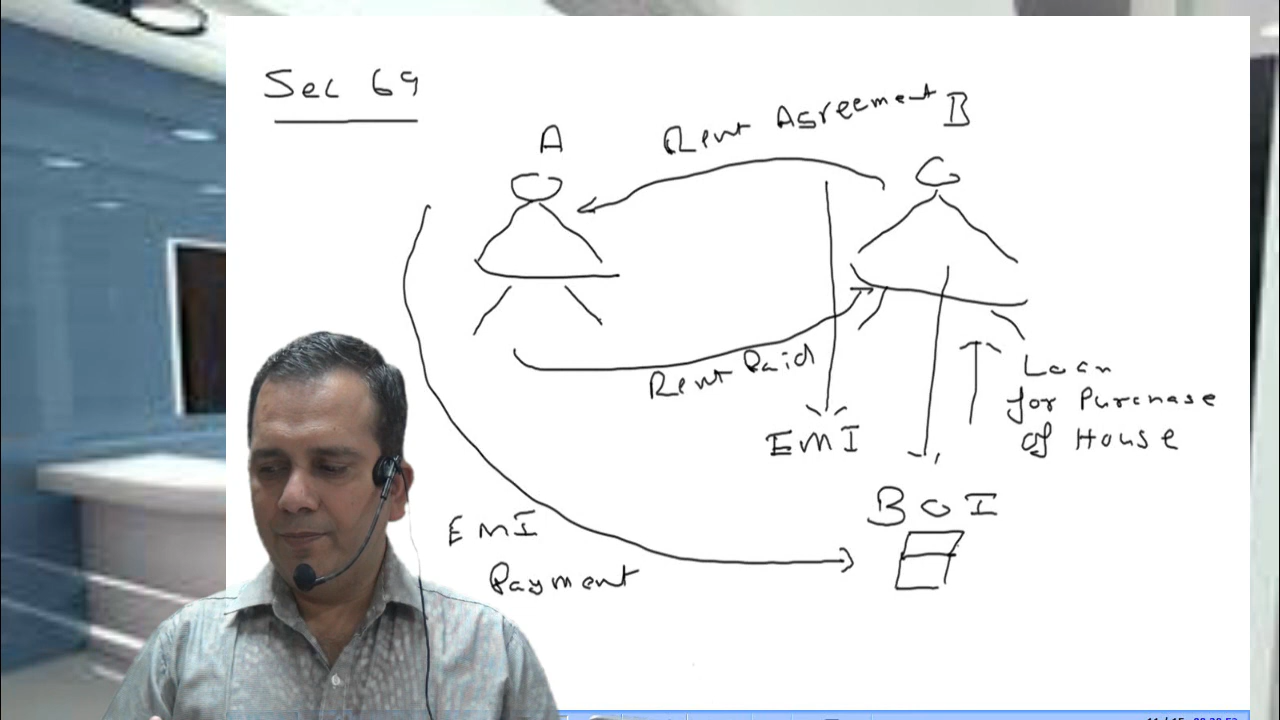 Sec 69
A
Rent Agreement
B
Rent Paid
EMI
Loan
for Purchase
of House
BOI
EMI
Payment